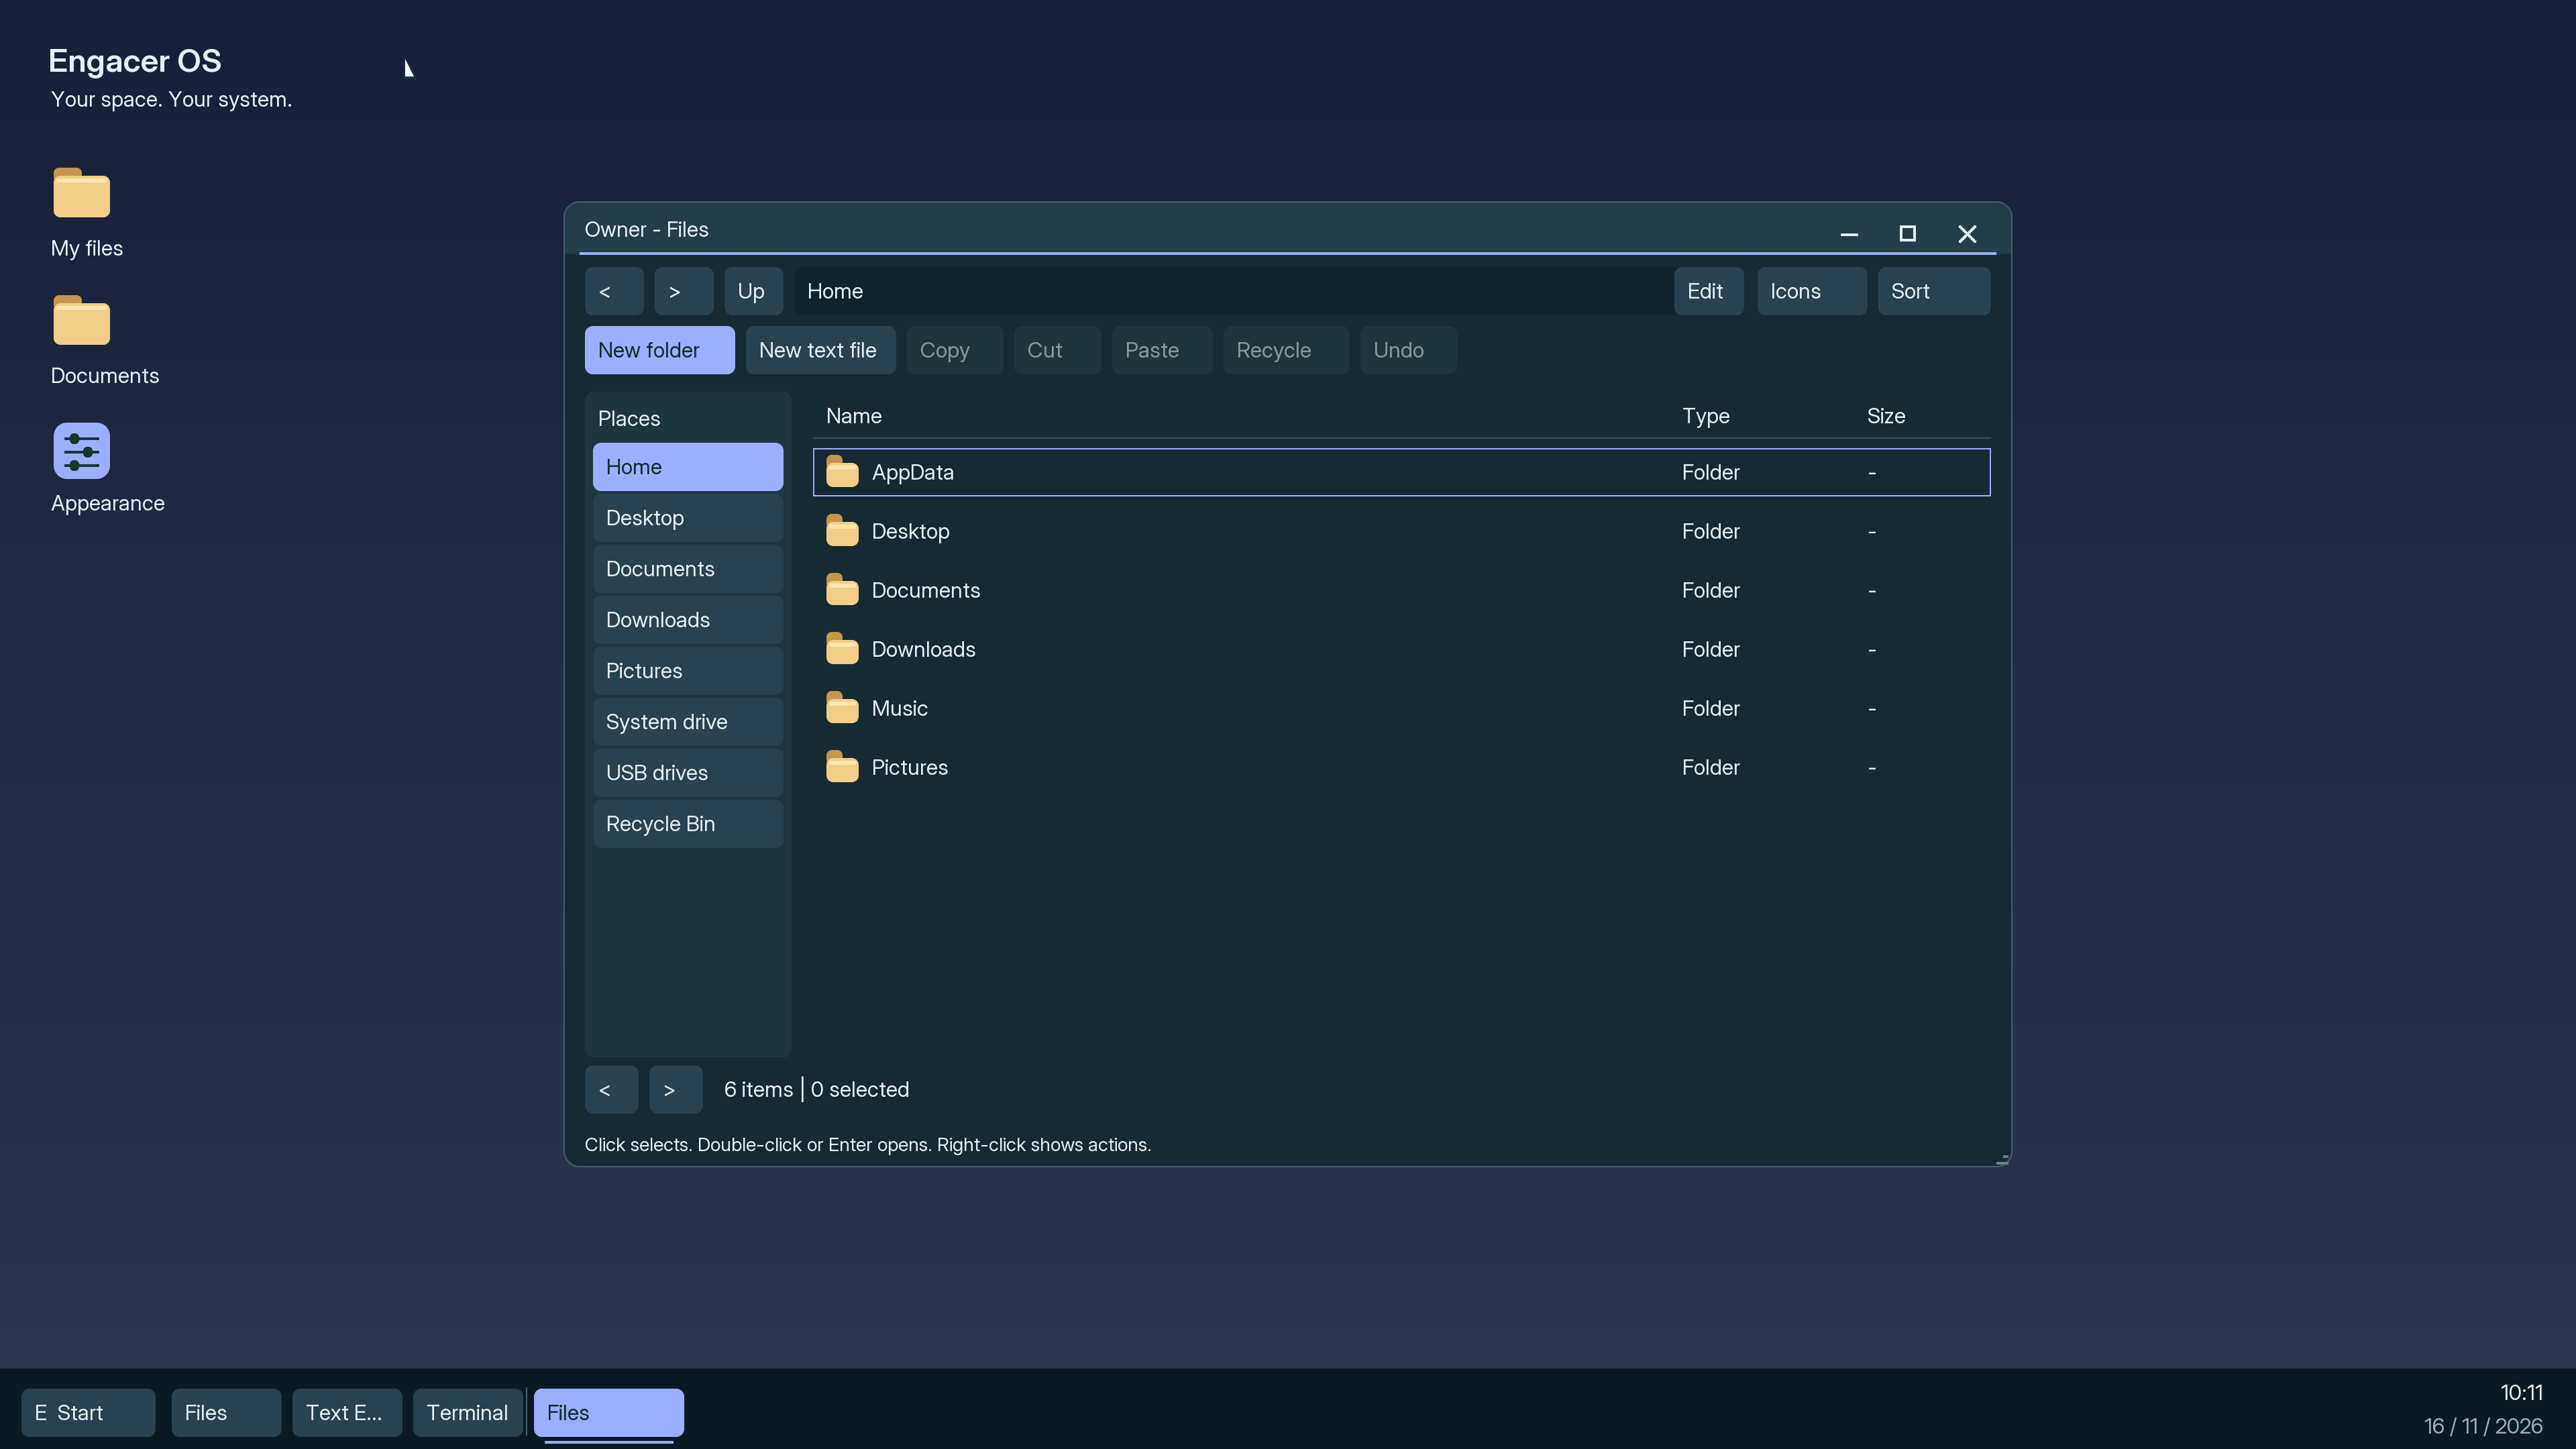 Engacer OS
Your space. Your system.
My files
Documents
Appearance
Owner - Files
< > Up Home Edit Icons Sort
New folder New text file Copy Cut Paste Recycle Undo
Places
Home
Desktop
Documents
Downloads
Pictures
System drive
USB drives
Recycle Bin
Name Type Size
AppData Folder -
Desktop Folder -
Documents Folder -
Downloads Folder -
Music Folder -
Pictures Folder -
< > 6 items | 0 selected
Click selects. Double-click or Enter opens. Right-click shows actions.
E Start Files Text E... Terminal Files
10:11
16 / 11 / 2026